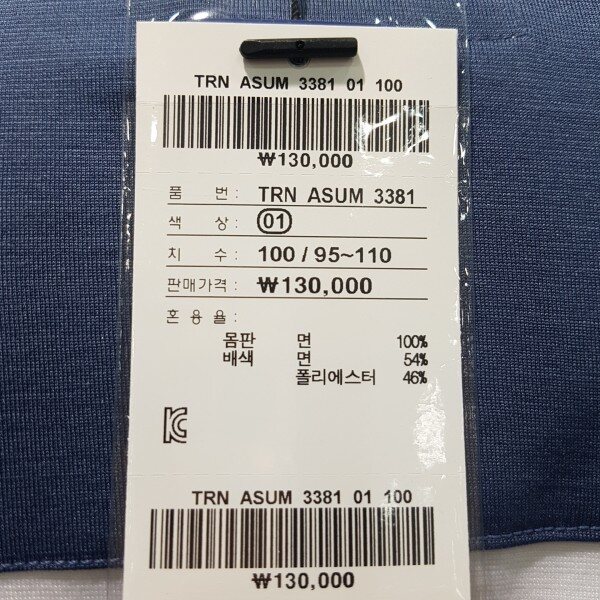 TRN ASUM 3381 01 100
₩130,000
품 번 : TRN ASUM 3381
색 상 : 01
치 수 : 100 / 95~110
판매가격 : ₩130,000
혼 용 율 :
몸판 면 100%
배색 면 54%
폴리에스터 46%
KC
TRN ASUM 3381 01 100
₩130,000